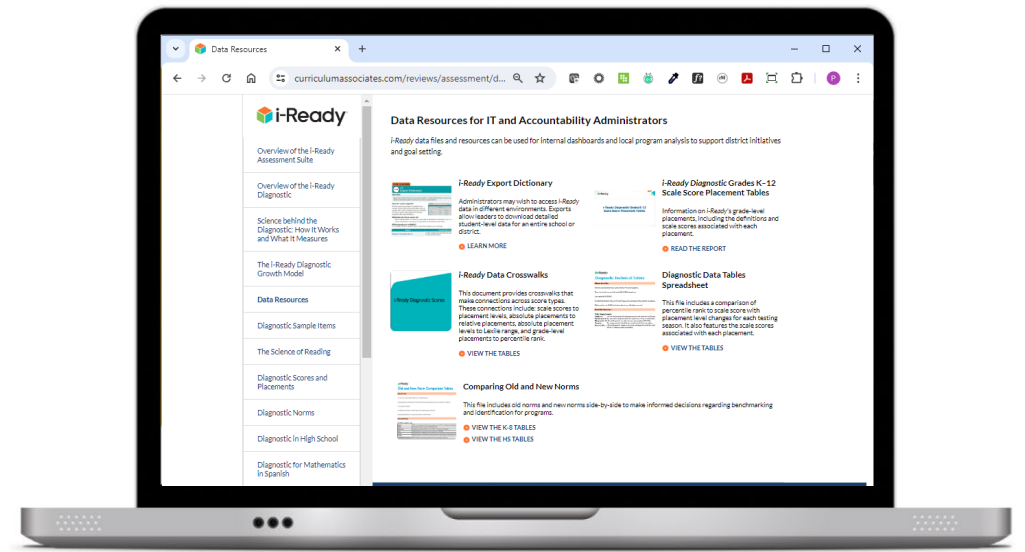 Data Resources
curriculumassociates.com/reviews/assessment/d...
P
i-Ready
Overview of the i-Ready
Assessment Suite
Overview of the i-Ready
Diagnostic
Science behind the
Diagnostic: How It Works
and What It Measures
The i-Ready Diagnostic
Growth Model
Data Resources
Diagnostic Sample Items
The Science of Reading
Diagnostic Scores and
Placements
Diagnostic Norms
Diagnostic in High School
Diagnostic for Mathematics
in Spanish
Data Resources for IT and Accountability Administrators
i-Ready data files and resources can be used for internal dashboards and local program analysis to support district initiatives
and goal setting.
i-Ready Export Dictionary
Administrators may wish to access i-Ready
data in different environments. Exports
allow leaders to download detailed
student-level data for an entire school or
district.
LEARN MORE
i-Ready Diagnostic Grades K–12
Scale Score Placement Tables
i-Ready Diagnostic Grades K–12
Scale Score Placement Tables
Information on i-Ready's grade-level
placements, including the definitions and
scale scores associated with each
placement.
READ THE REPORT
i-Ready Diagnostic Scores
i-Ready Data Crosswalks
This document provides crosswalks that
make connections across score types.
These connections include: scale scores to
placement levels, absolute placements to
relative placements, absolute placement
levels to Lexile range, and grade-level
placements to percentile rank.
VIEW THE TABLES
Diagnostic Data Tables
Spreadsheet
This file includes a comparison of
percentile rank to scale score with
placement level changes for each testing
season. It also features the scale scores
associated with each placement.
VIEW THE TABLES
Comparing Old and New Norms
This file includes old norms and new norms side-by-side to make informed decisions regarding benchmarking
and identification for programs.
VIEW THE K-8 TABLES
VIEW THE HS TABLES